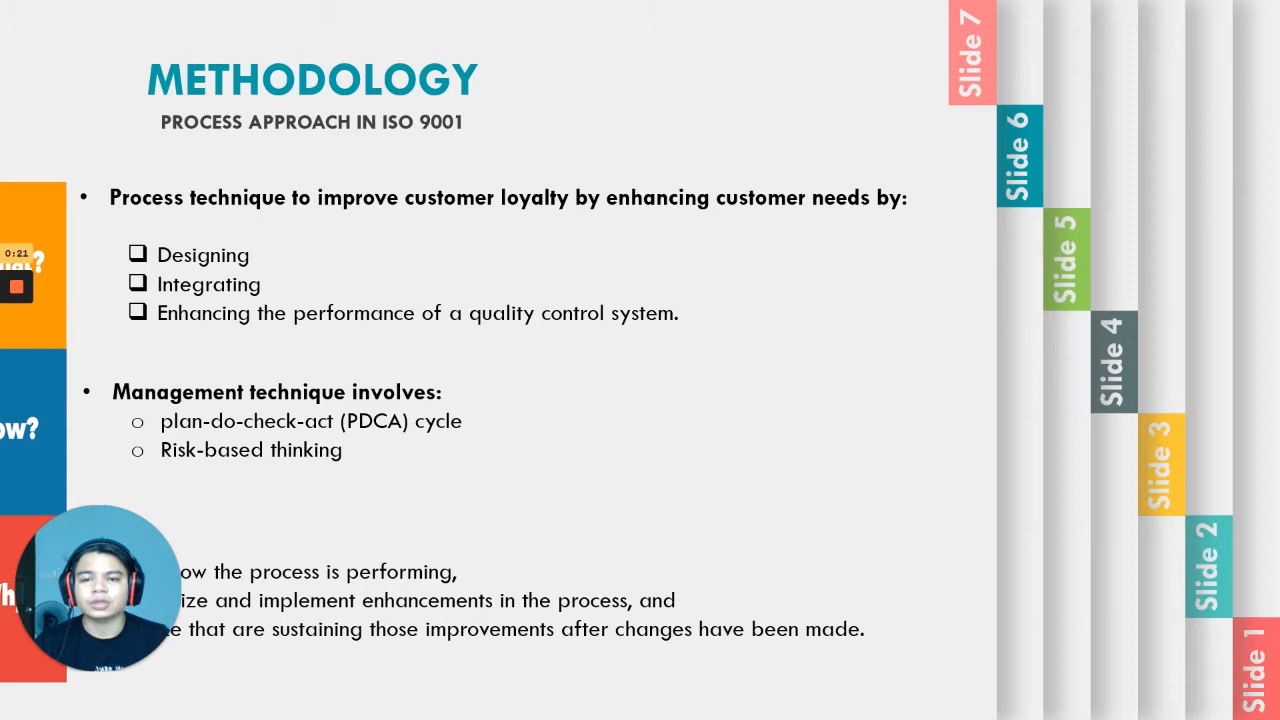 METHODOLOGY
PROCESS APPROACH IN ISO 9001
• Process technique to improve customer loyalty by enhancing customer needs by:
❑ Designing
❑ Integrating
❑ Enhancing the performance of a quality control system.
• Management technique involves:
o plan-do-check-act (PDCA) cycle
o Risk-based thinking
the process is performing,
and implement enhancements in the process, and
that are sustaining those improvements after changes have been made.
0:21
Slide 7
Slide 6
Slide 5
Slide 4
Slide 3
Slide 2
Slide 1